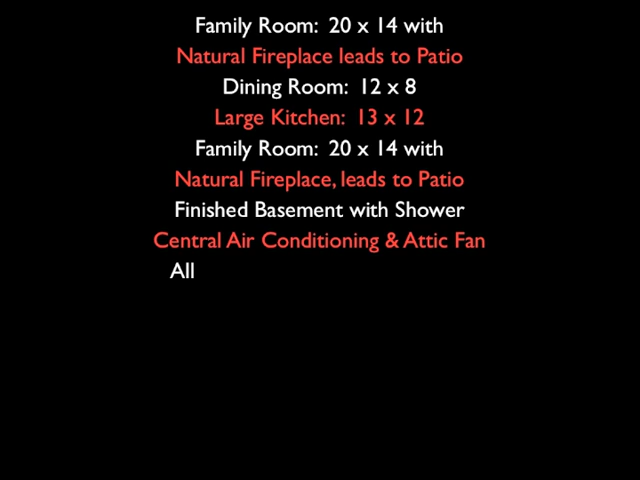 Family Room:  20 x 14 with
Natural Fireplace leads to Patio
Dining Room:  12 x 8
Large Kitchen:  13 x 12
Family Room:  20 x 14 with
Natural Fireplace, leads to Patio
Finished Basement with Shower
Central Air Conditioning & Attic Fan
All